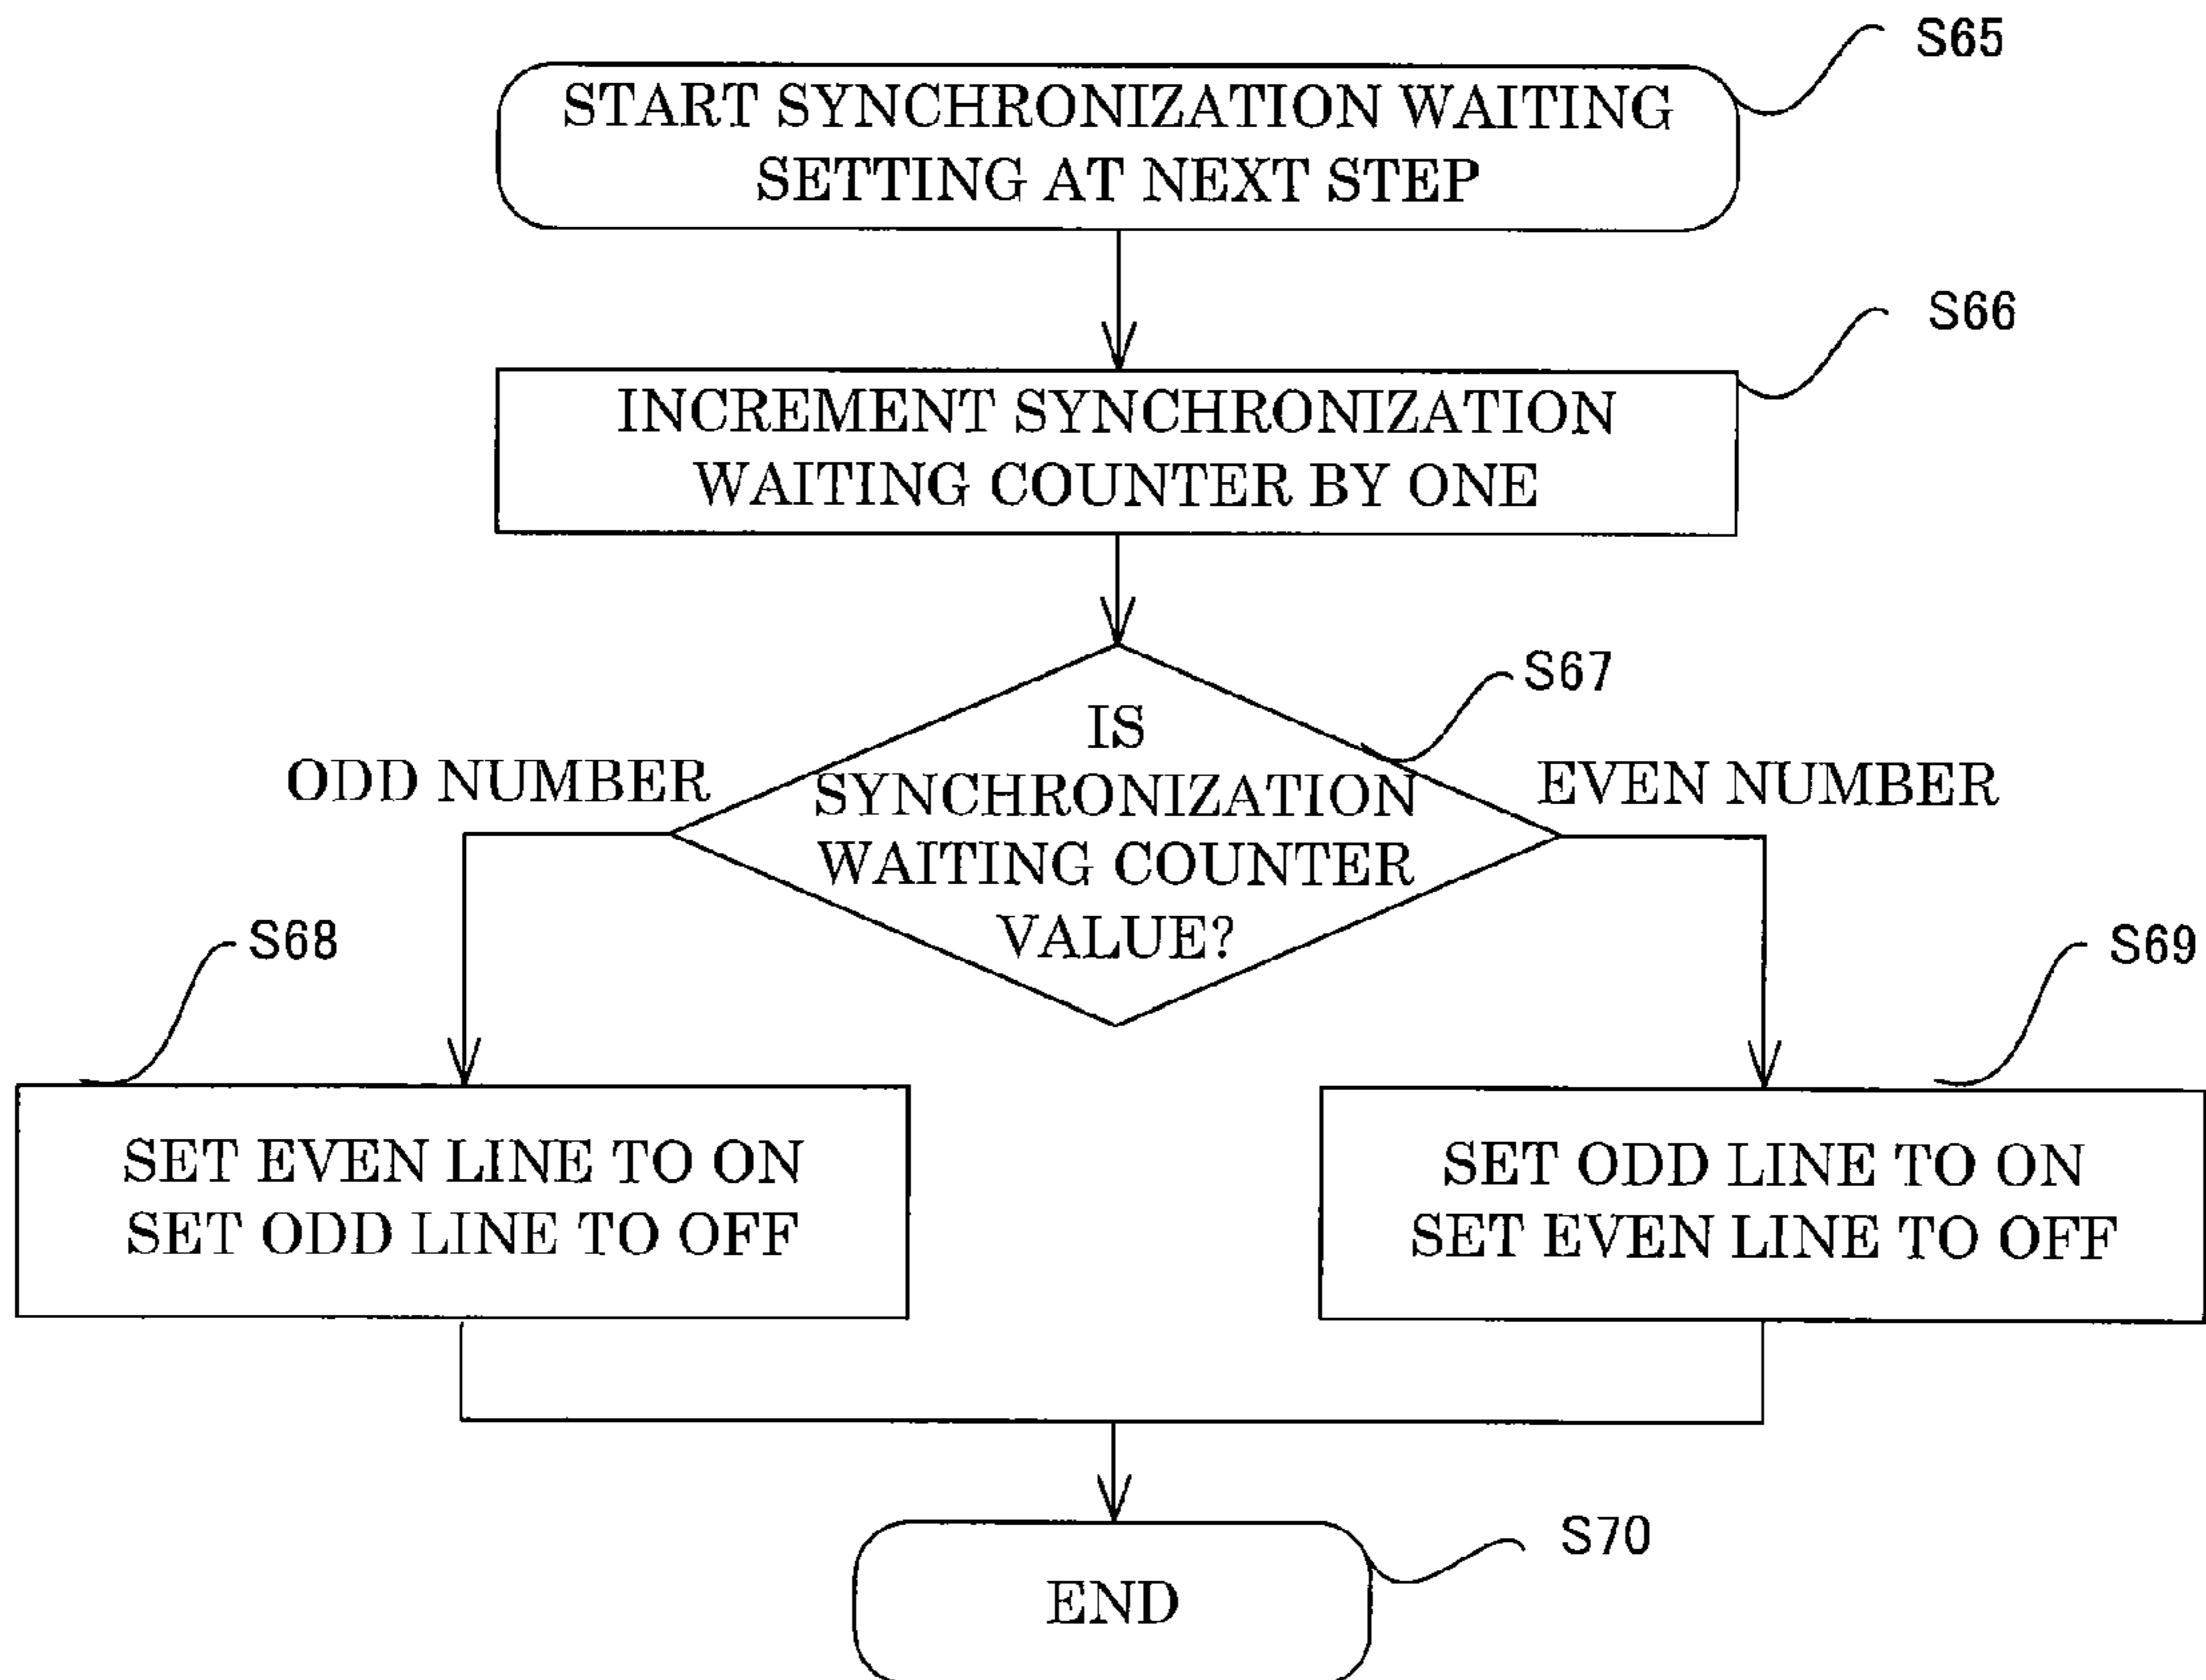 S65
START SYNCHRONIZATION WAITING
SETTING AT NEXT STEP
S66
INCREMENT SYNCHRONIZATION
WAITING COUNTER BY ONE
S67
IS
SYNCHRONIZATION
WAITING COUNTER
VALUE?
ODD NUMBER
EVEN NUMBER
S68
SET EVEN LINE TO ON
SET ODD LINE TO OFF
S69
SET ODD LINE TO ON
SET EVEN LINE TO OFF
S70
END